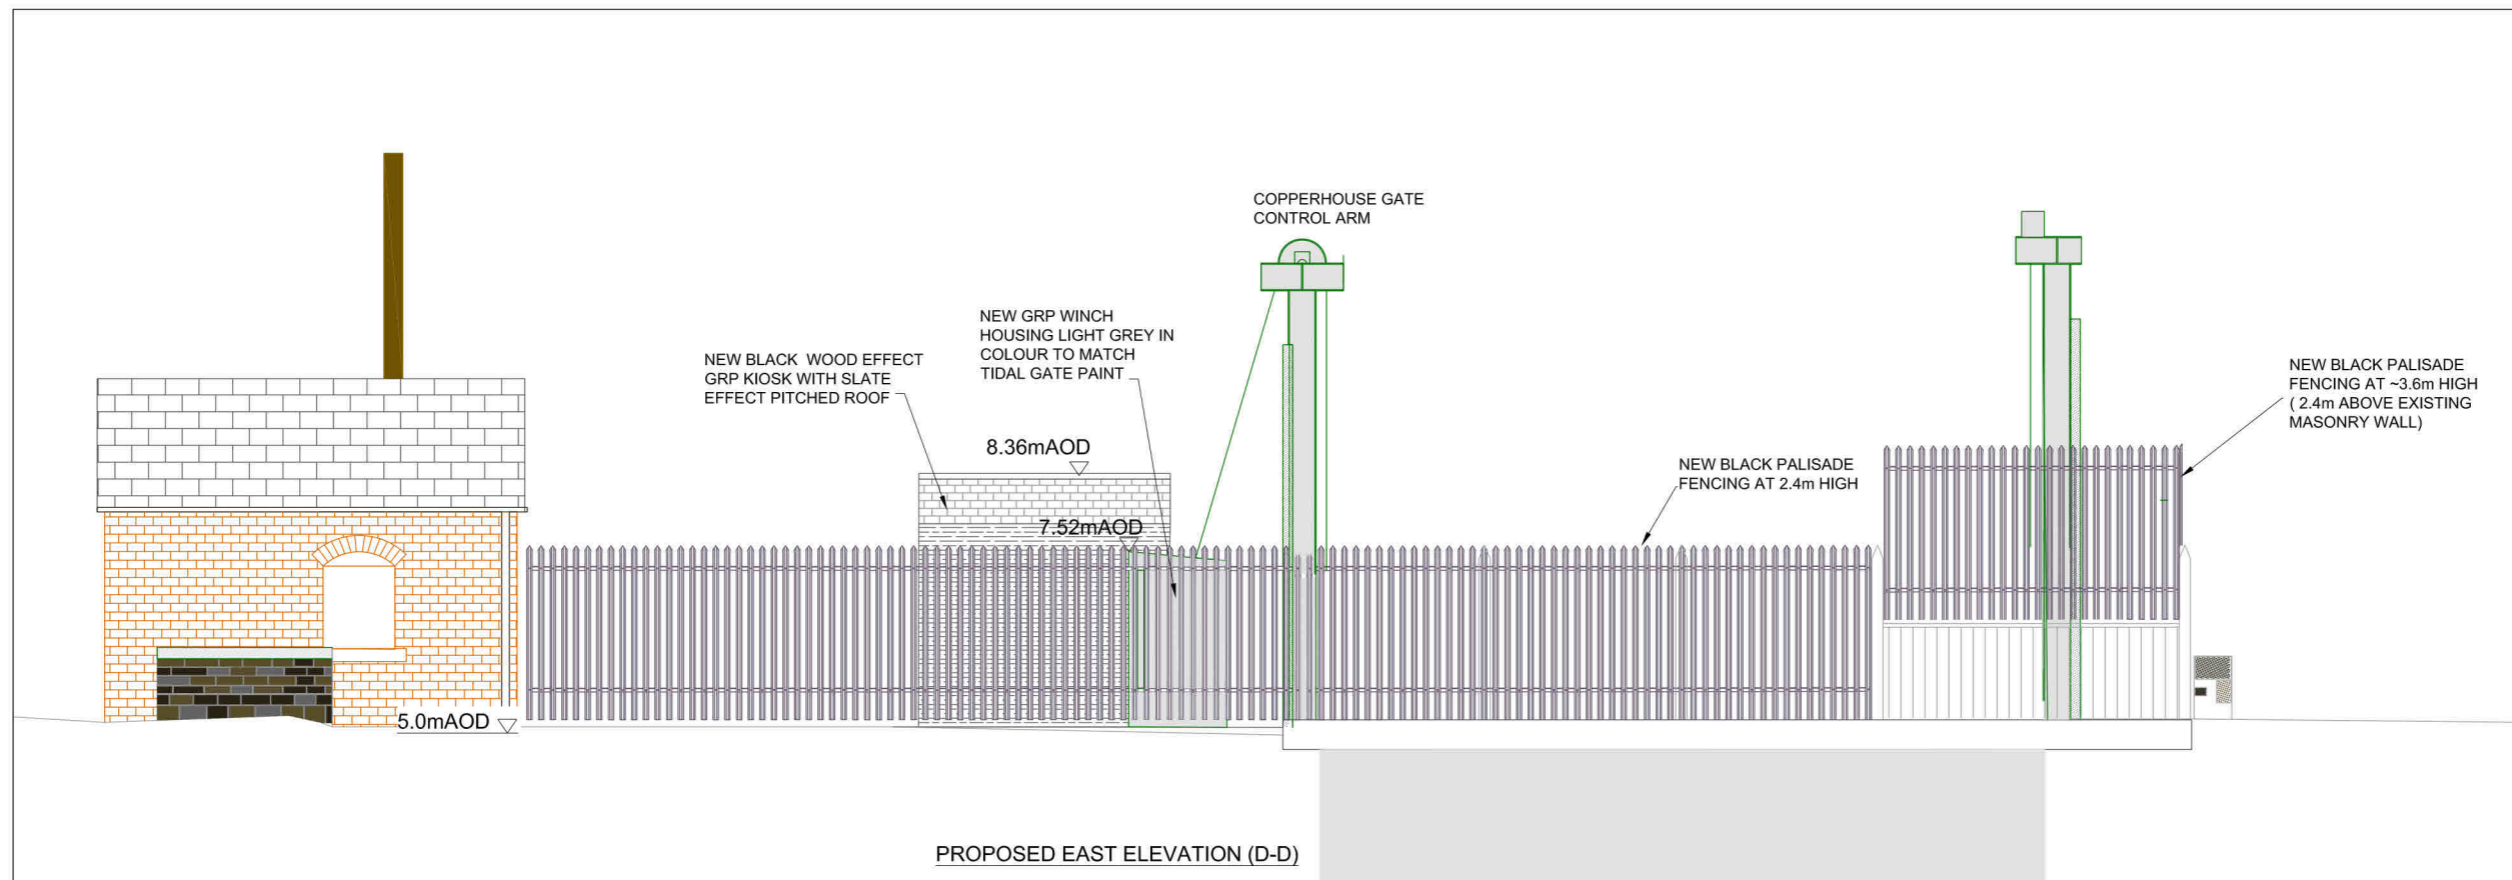 COPPERHOUSE GATE
CONTROL ARM
NEW GRP WINCH
HOUSING LIGHT GREY IN
COLOUR TO MATCH
TIDAL GATE PAINT
NEW BLACK WOOD EFFECT
GRP KIOSK WITH SLATE
EFFECT PITCHED ROOF
NEW BLACK PALISADE
FENCING AT ~3.6m HIGH
( 2.4m ABOVE EXISTING
MASONRY WALL)
8.36mAOD
NEW BLACK PALISADE
FENCING AT 2.4m HIGH
7.52mAOD
5.0mAOD
PROPOSED EAST ELEVATION (D-D)